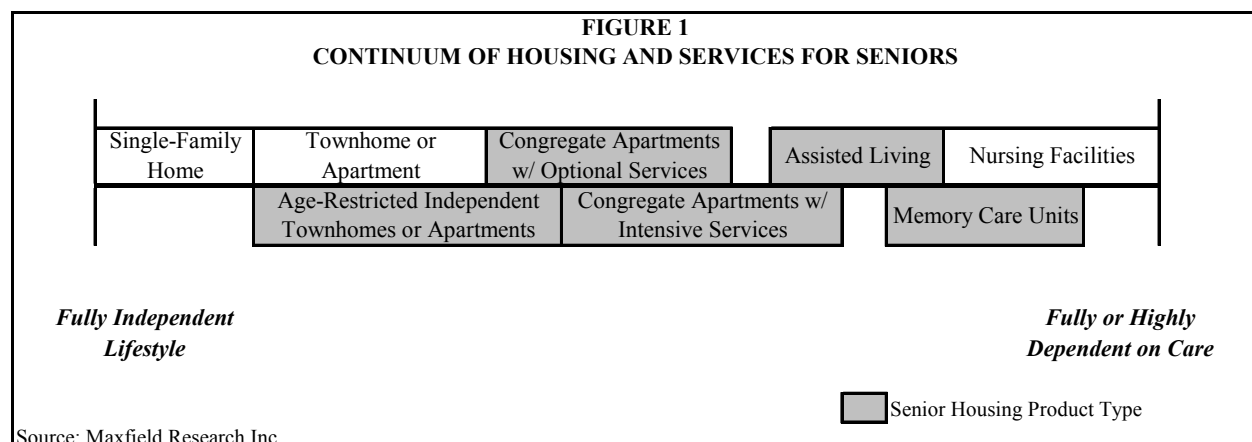 FIGURE 1
CONTINUUM OF HOUSING AND SERVICES FOR SENIORS
Single-Family
Home
Townhome or
Apartment
Congregate Apartments
w/ Optional Services
Assisted Living
Nursing Facilities
Age-Restricted Independent
Townhomes or Apartments
Congregate Apartments w/
Intensive Services
Memory Care Units
Fully Independent
Lifestyle
Fully or Highly
Dependent on Care
Senior Housing Product Type
Source: Maxfield Research Inc